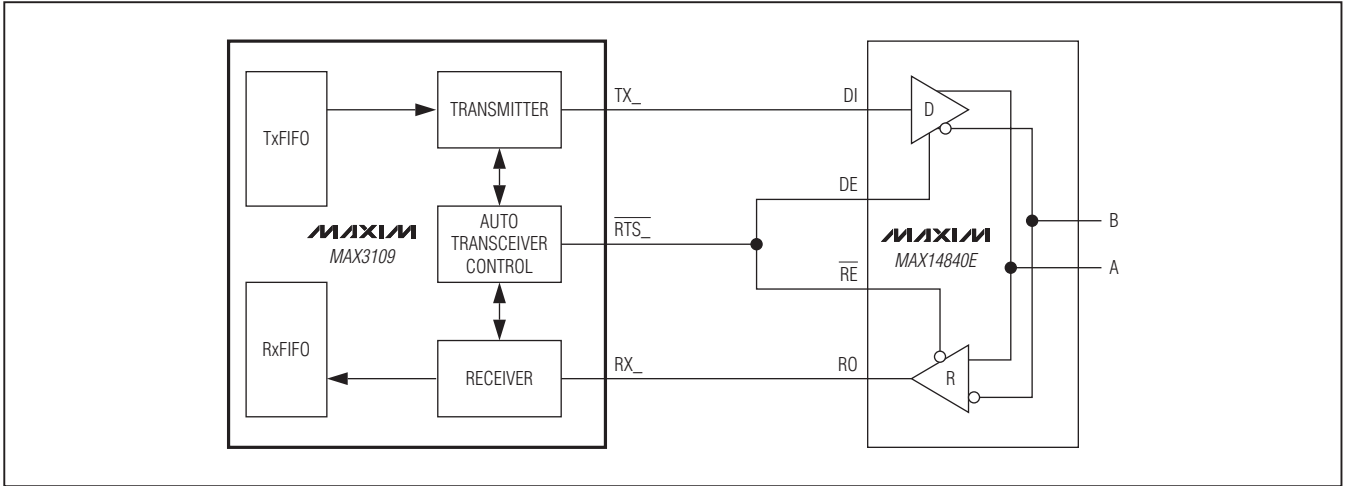 TxFIFO
TRANSMITTER
TX_
DI
D
DE
AUTO
TRANSCEIVER
CONTROL
RTS_
MAXIM
MAX3109
MAXIM
MAX14840E
B
A
RE
RxFIFO
RECEIVER
RX_
RO
R